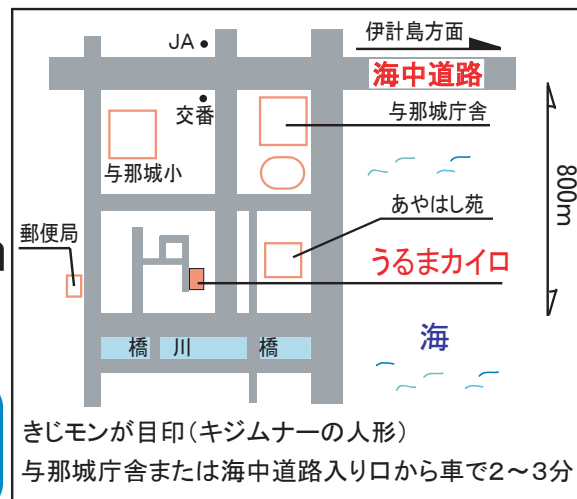 JA
伊計島方面
海中道路
交番
与那城庁舎
与那城小
800m
あやはし苑
郵便局
うるまカイロ
橋 川 橋
海
きじモンが目印(キジムナーの人形)
与那城庁舎または海中道路入り口から車で2～3分